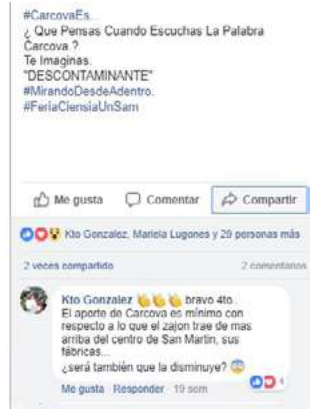 #CarcovaEs...
¿ Que Pensas Cuando Escuchas La Palabra
Carcova ?
Te Imaginas.
"DESCONTAMINANTE"
#MirandoDesdeAdentro.
#FeriaCiensiaUnSam
Me gusta Comentar Compartir
Kto Gonzalez, Mariela Lugones y 29 personas más
2 veces compartido 2 comentarios
Kto Gonzalez 👏👏👏 bravo 4to..
El aporte de Carcova es mínimo con
respecto a lo que el zajon trae de mas
arriba del centro de San Martin, sus
fábricas...
¿será también que la disminuye? 😨
Me gusta · Responder · 19 sem
4